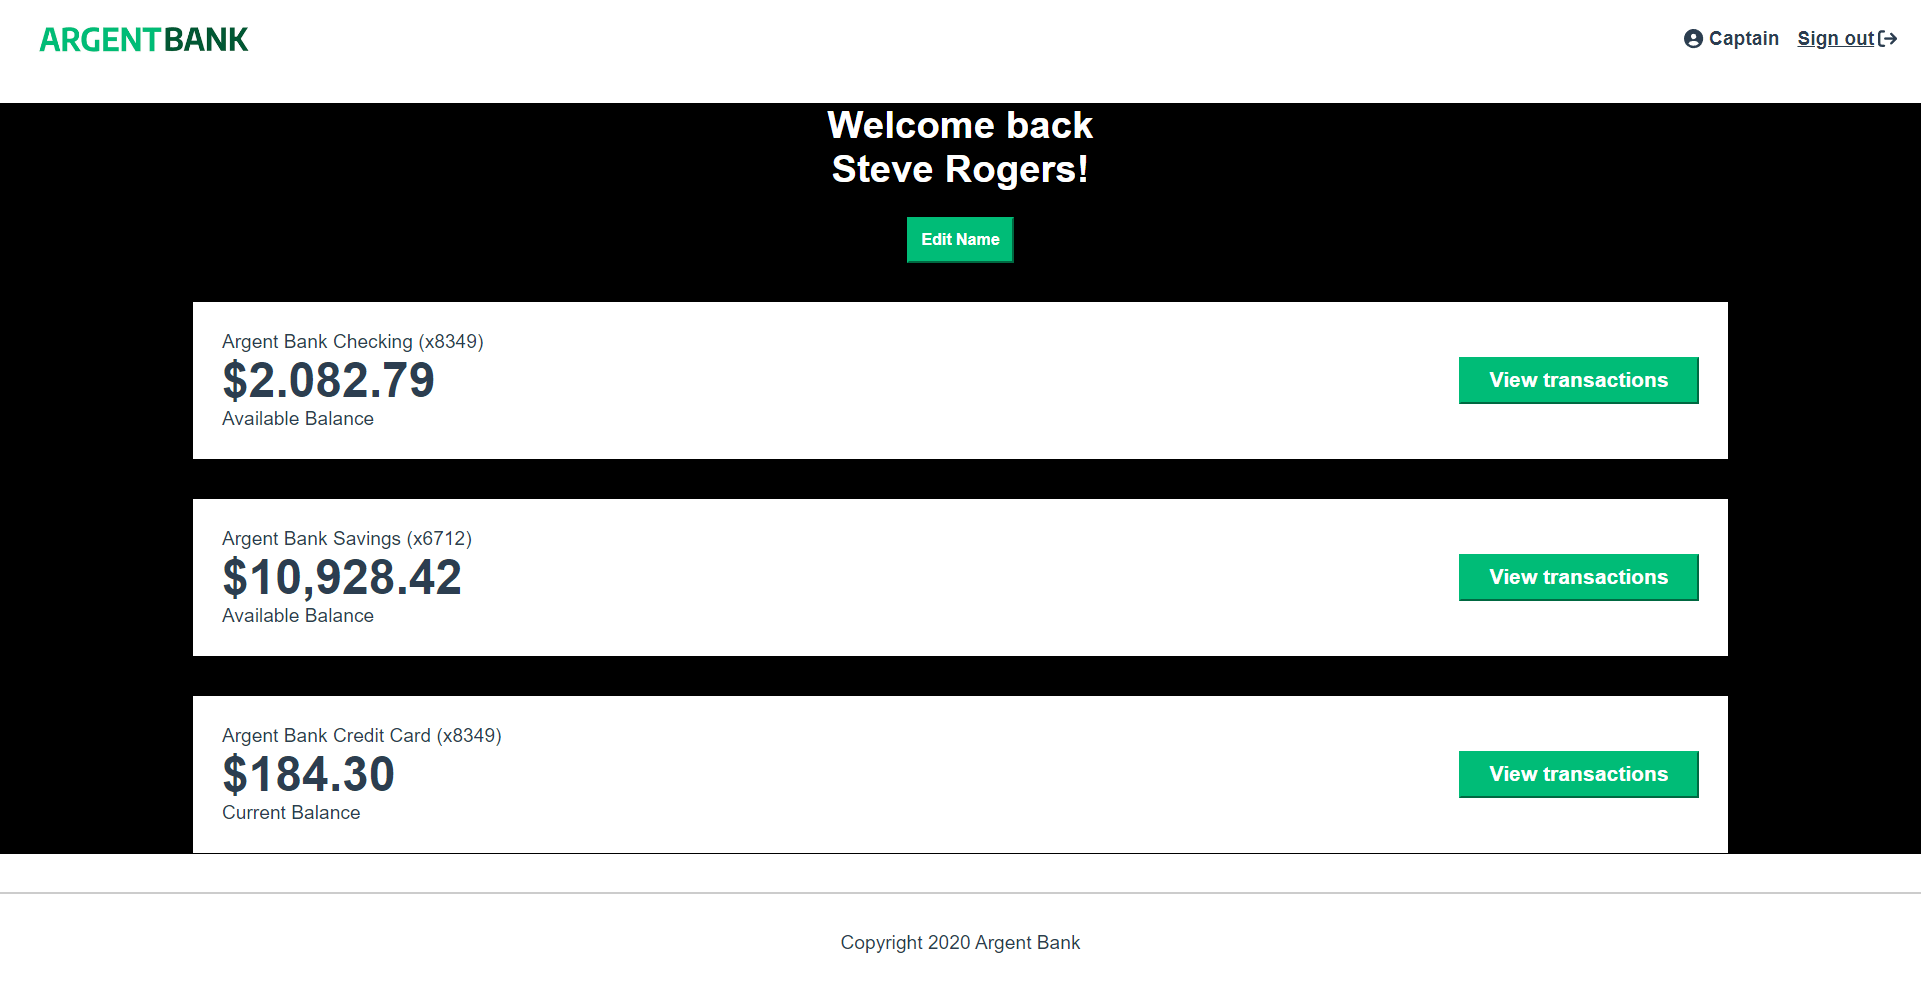 ARGENTBANK
Captain Sign out
Welcome back
Steve Rogers!
Edit Name
Argent Bank Checking (x8349)
$2.082.79
Available Balance
View transactions
Argent Bank Savings (x6712)
$10,928.42
Available Balance
View transactions
Argent Bank Credit Card (x8349)
$184.30
Current Balance
View transactions
Copyright 2020 Argent Bank